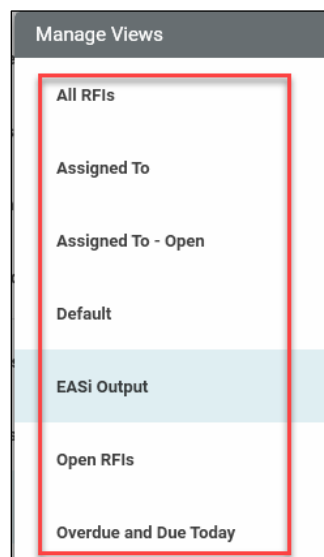 Manage Views
All RFIs
Assigned To
Assigned To - Open
Default
EASi Output
Open RFIs
Overdue and Due Today